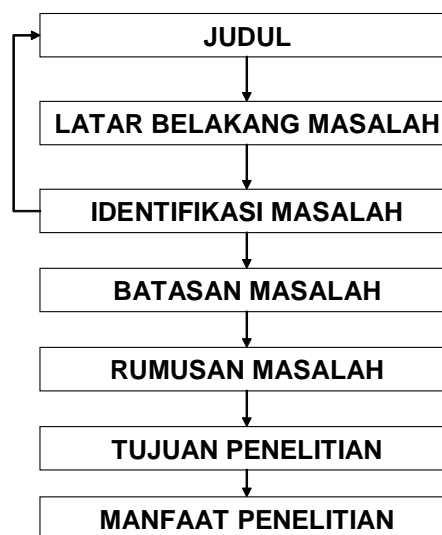 JUDUL
LATAR BELAKANG MASALAH
IDENTIFIKASI MASALAH
BATASAN MASALAH
RUMUSAN MASALAH
TUJUAN PENELITIAN
MANFAAT PENELITIAN